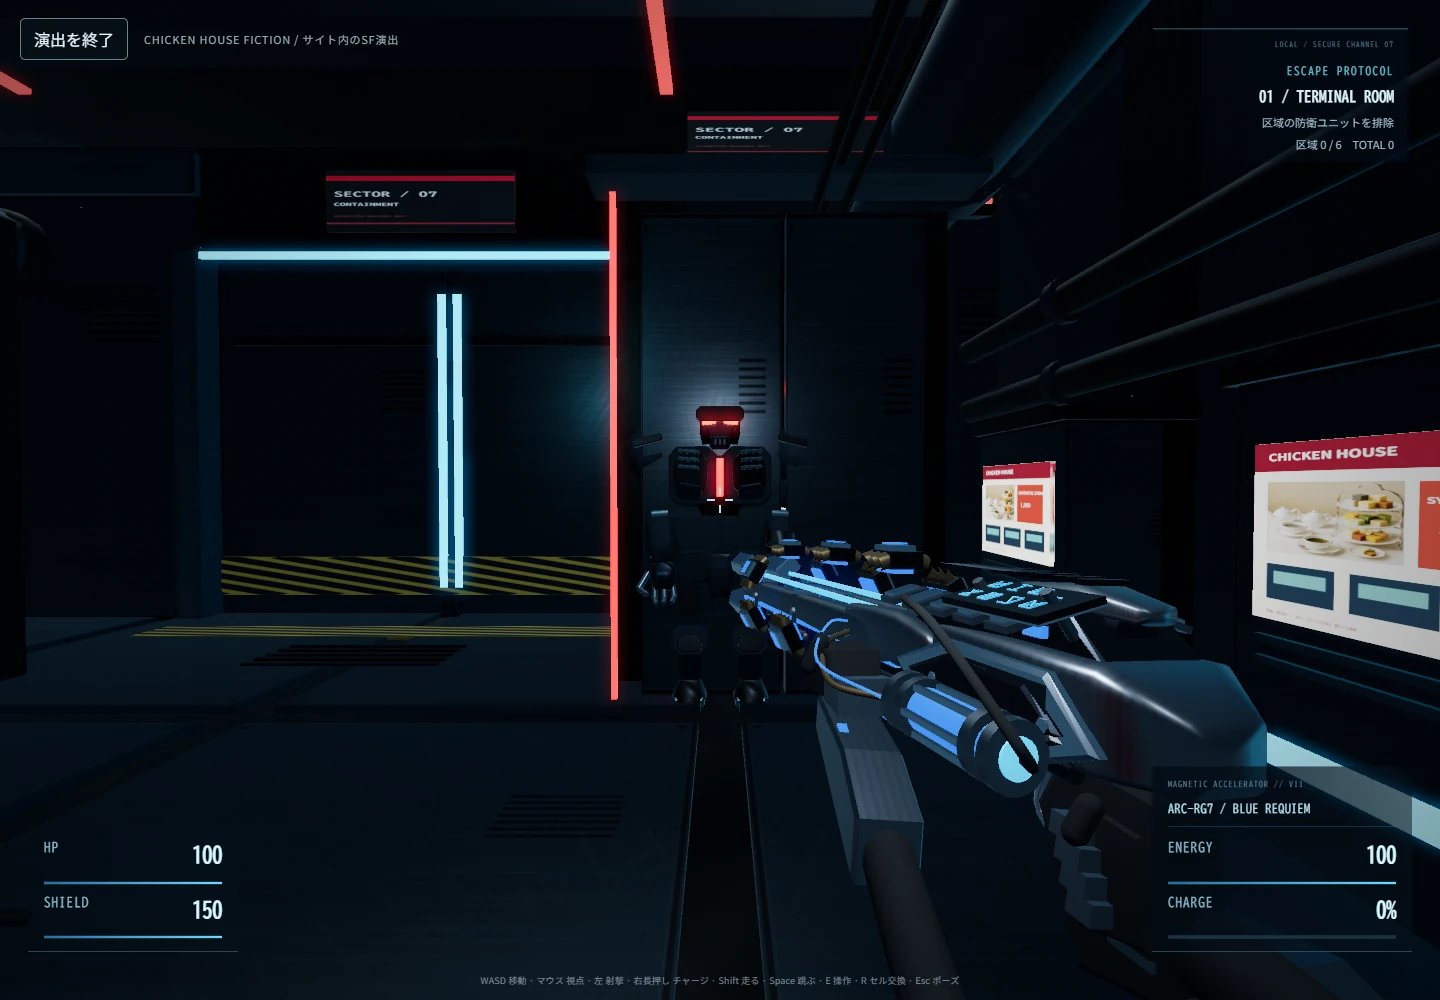 演出を終了
CHICKEN HOUSE FICTION / サイト内のSF演出
LOCAL / SECURE CHANNEL 07
ESCAPE PROTOCOL
01 / TERMINAL ROOM
区域の防衛ユニットを排除
区域 0 / 6 TOTAL 0
SECTOR / 07
CONTAINMENT
SECTOR / 07
CONTAINMENT
CHICKEN HOUSE
CHICKEN HOUSE
MAGNETIC ACCELERATOR // VII
ARC-RG7 / BLUE REQUIEM
ENERGY 100
CHARGE 0%
HP 100
SHIELD 150
WASD 移動・マウス 視点・左 射撃・右長押し チャージ・Shift 走る・Space 跳ぶ・E 操作・R セル交換・Esc ポーズ